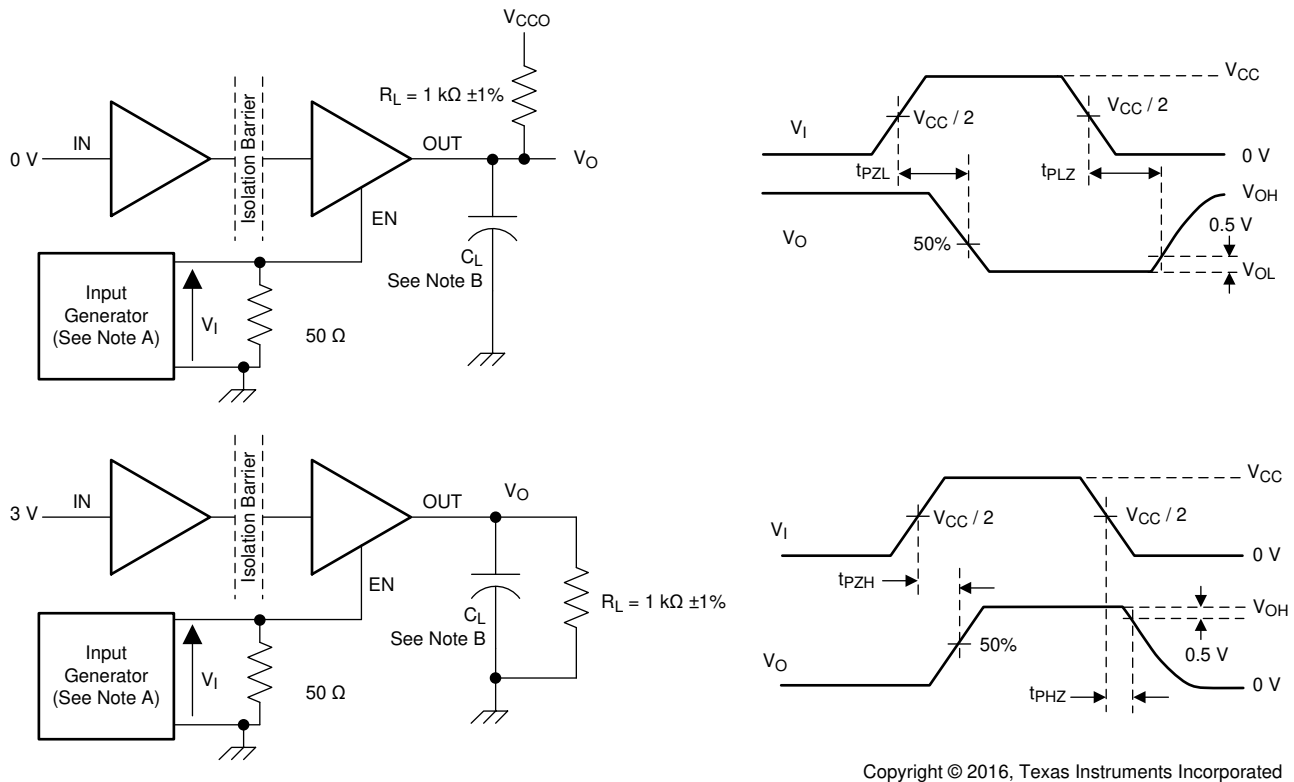 VCCO
RL = 1 kΩ ±1%
0 V
IN
Isolation Barrier
OUT
VO
EN
CL
See Note B
Input
Generator
(See Note A)
VI
50 Ω
VI
VCC
VCC / 2
VCC / 2
0 V
tPZL
tPLZ
VO
50%
VOH
0.5 V
VOL
3 V
IN
Isolation Barrier
OUT
VO
EN
CL
See Note B
RL = 1 kΩ ±1%
Input
Generator
(See Note A)
VI
50 Ω
VI
VCC
VCC / 2
VCC / 2
0 V
tPZH
VOH
0.5 V
VO
50%
tPHZ
0 V
Copyright © 2016, Texas Instruments Incorporated